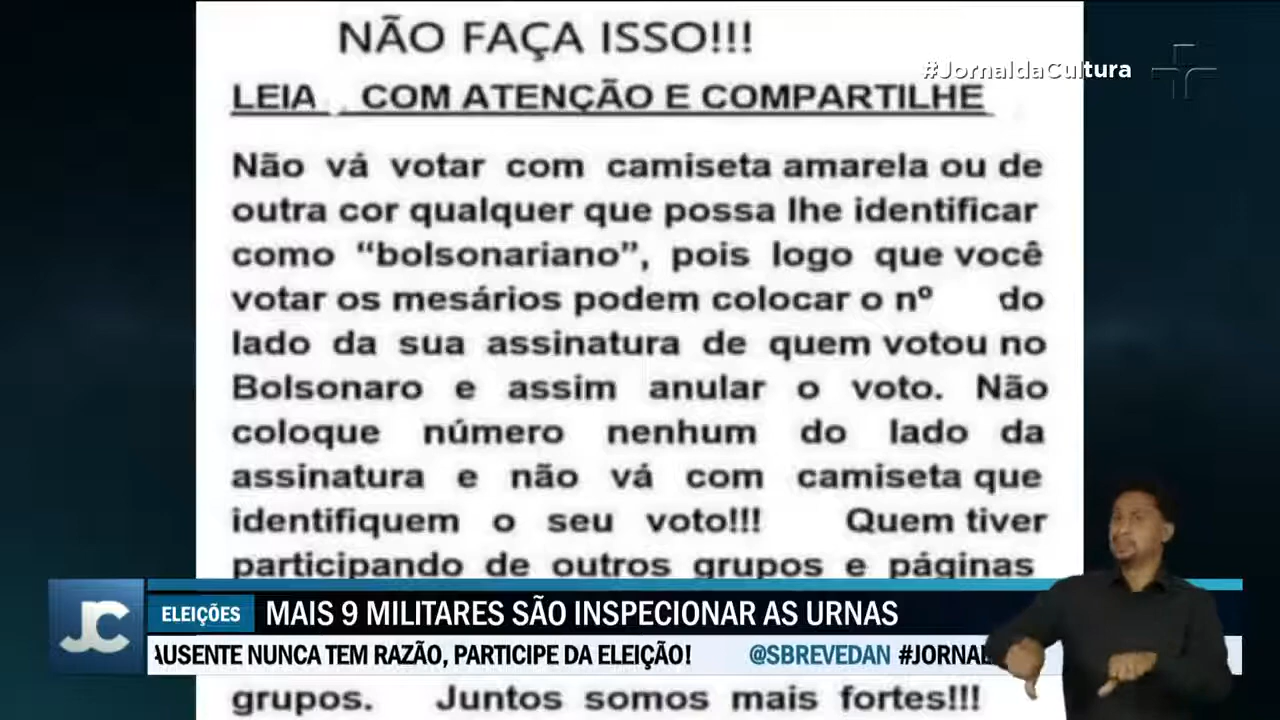 NÃO FAÇA ISSO!!!
#JornaldaCultura
LEIA COM ATENÇÃO E COMPARTILHE
Não vá votar com camiseta amarela ou de
outra cor qualquer que possa lhe identificar
como “bolsonariano”, pois logo que você
votar os mesários podem colocar o nº do
lado da sua assinatura de quem votou no
Bolsonaro e assim anular o voto. Não
coloque número nenhum do lado da
assinatura e não vá com camiseta que
identifiquem o seu voto!!! Quem tiver
participando de outros grupos e páginas
JC
ELEIÇÕES MAIS 9 MILITARES SÃO INSPECIONAR AS URNAS
AUSENTE NUNCA TEM RAZÃO, PARTICIPE DA ELEIÇÃO! @SBREVEDAN #JORNAL
grupos. Juntos somos mais fortes!!!